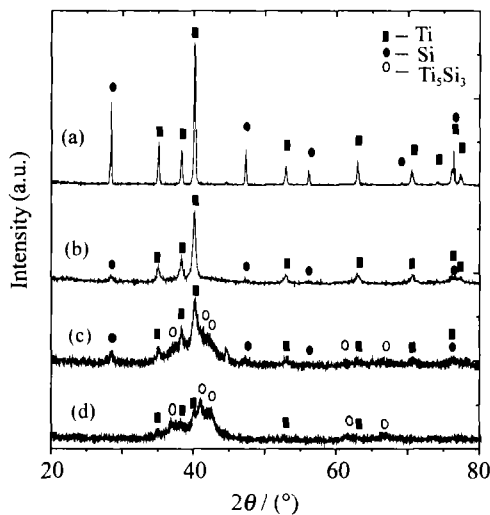 Ti
Si
Ti₅Si₃
(a)
(b)
(c)
(d)
Intensity (a.u.)
20 40 60 80
2θ / (°)